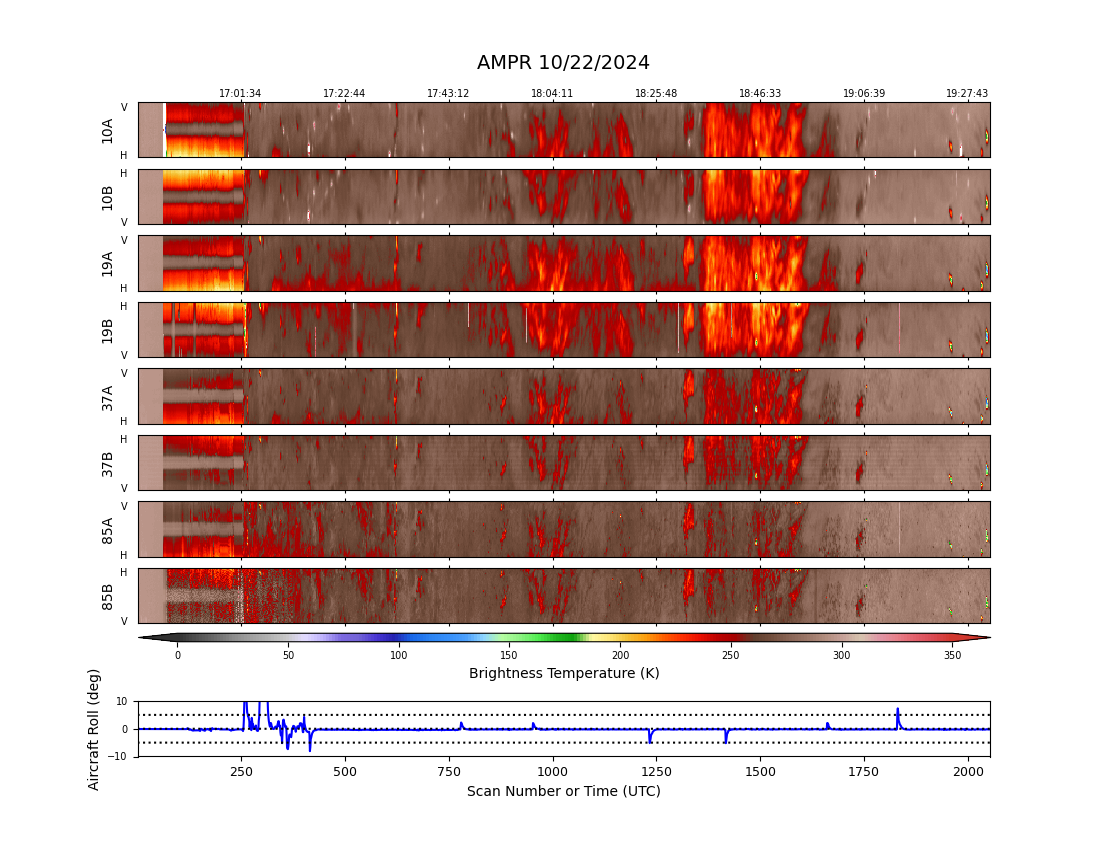 AMPR 10/22/2024
17:01:34 17:22:44 17:43:12 18:04:11 18:25:48 18:46:33 19:06:39 19:27:43
V
10A
H
H
10B
V
V
19A
H
H
19B
V
V
37A
H
H
37B
V
V
85A
H
H
85B
V
0 50 100 150 200 250 300 350
Brightness Temperature (K)
Aircraft Roll (deg)
10
0
−10
250 500 750 1000 1250 1500 1750 2000
Scan Number or Time (UTC)